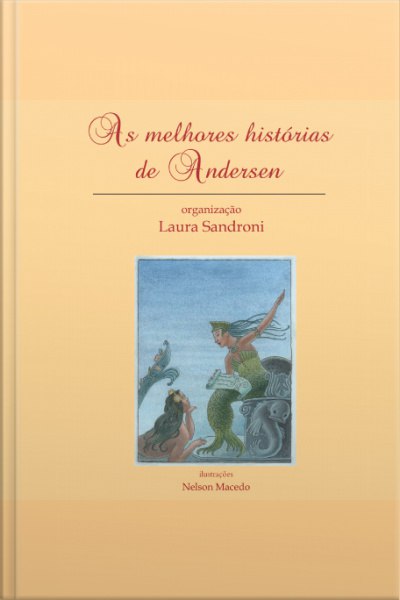 As melhores histórias
de Andersen
organização
Laura Sandroni
ilustrações
Nelson Macedo